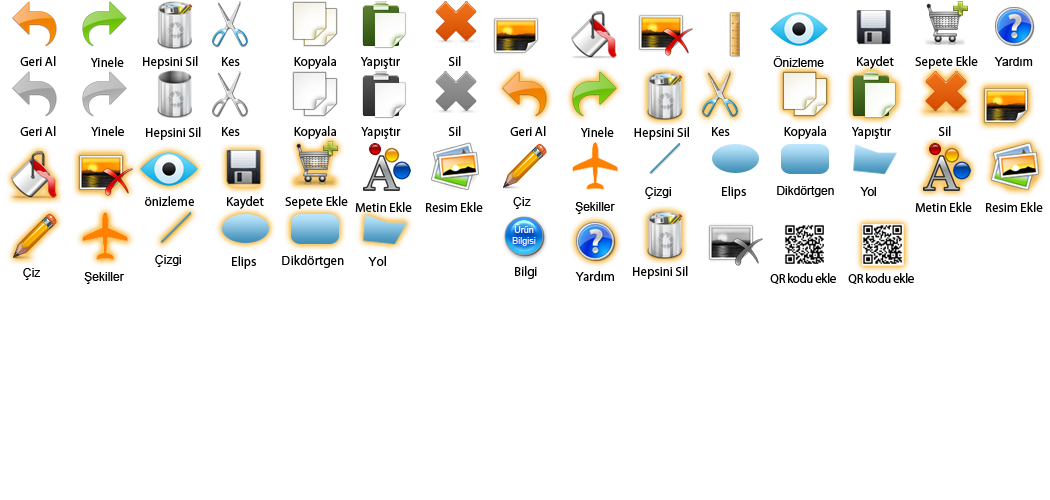 Geri Al Yinele Hepsini Sil Kes Kopyala Yapıştır Sil Önizleme Kaydet Sepete Ekle Yardım
Geri Al Yinele Hepsini Sil Kes Kopyala Yapıştır Sil Geri Al Yinele Hepsini Sil Kes Kopyala Yapıştır Sil
önizleme Kaydet Sepete Ekle Metin Ekle Resim Ekle Çiz Şekiller Çizgi Elips Dikdörtgen Yol Metin Ekle Resim Ekle
Ürün
Bilgisi
Çiz Şekiller Çizgi Elips Dikdörtgen Yol Bilgi Yardım Hepsini Sil QR kodu ekle QR kodu ekle